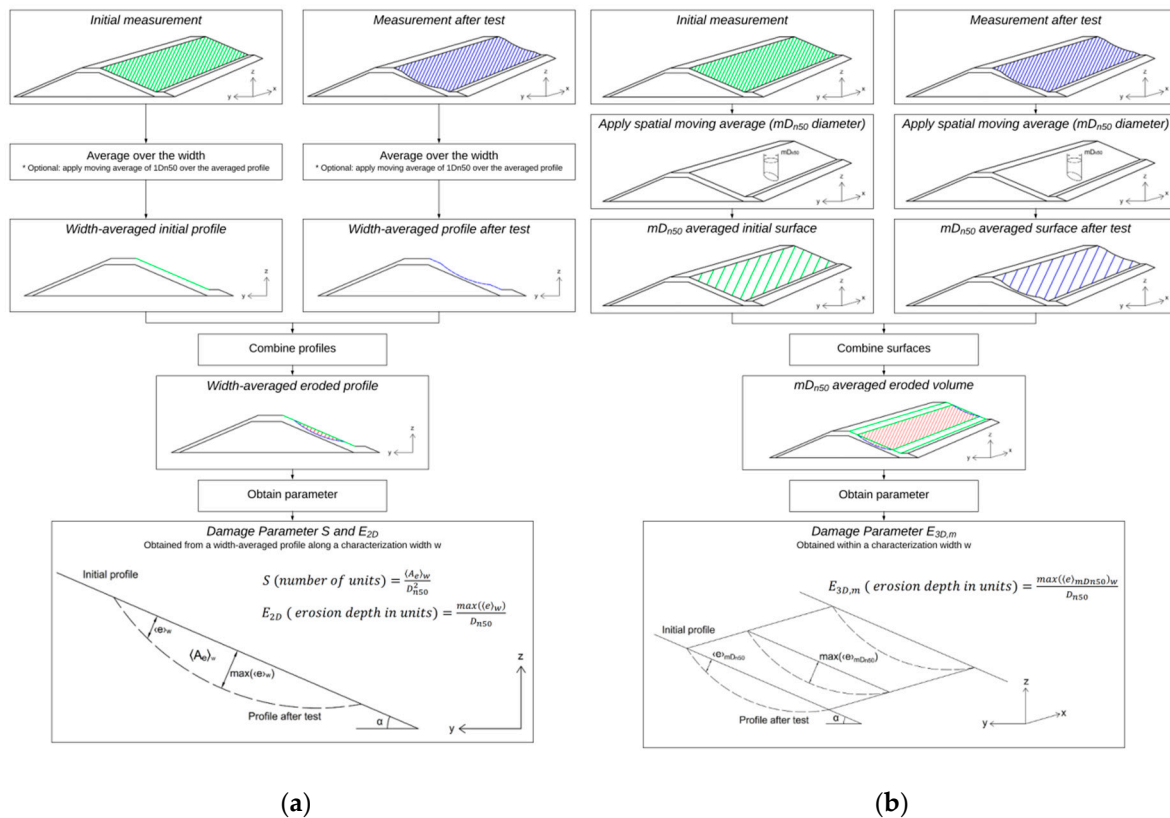 Initial measurement
z
x
y
Measurement after test
z
x
y
Average over the width
* Optional: apply moving average of 1Dn50 over the averaged profile
Average over the width
* Optional: apply moving average of 1Dn50 over the averaged profile
Width-averaged initial profile
z
y
Width-averaged profile after test
z
y
Combine profiles
Width-averaged eroded profile
z
y
Obtain parameter
Damage Parameter S and E2D
Obtained from a width-averaged profile along a characterization width w
Initial profile
S (number of units) = ⟨Ae⟩w / D²n50
E2D ( erosion depth in units) = max(⟨e⟩w) / Dn50
⟨e⟩w
⟨Ae⟩w
max(⟨e⟩w)
Profile after test
α
z
y
(a)
Initial measurement
z
x
y
Measurement after test
z
x
y
Apply spatial moving average (mDn50 diameter)
mDn50
z
x
y
Apply spatial moving average (mDn50 diameter)
mDn50
z
x
y
mDn50 averaged initial surface
z
x
y
mDn50 averaged surface after test
z
x
y
Combine surfaces
mDn50 averaged eroded volume
z
x
y
Obtain parameter
Damage Parameter E3D,m
Obtained within a characterization width w
E3D,m ( erosion depth in units) = max(⟨e⟩mDn50)w / Dn50
Initial profile
⟨e⟩mDn50
max(⟨e⟩mDn50)
Profile after test
α
z
x
y
(b)